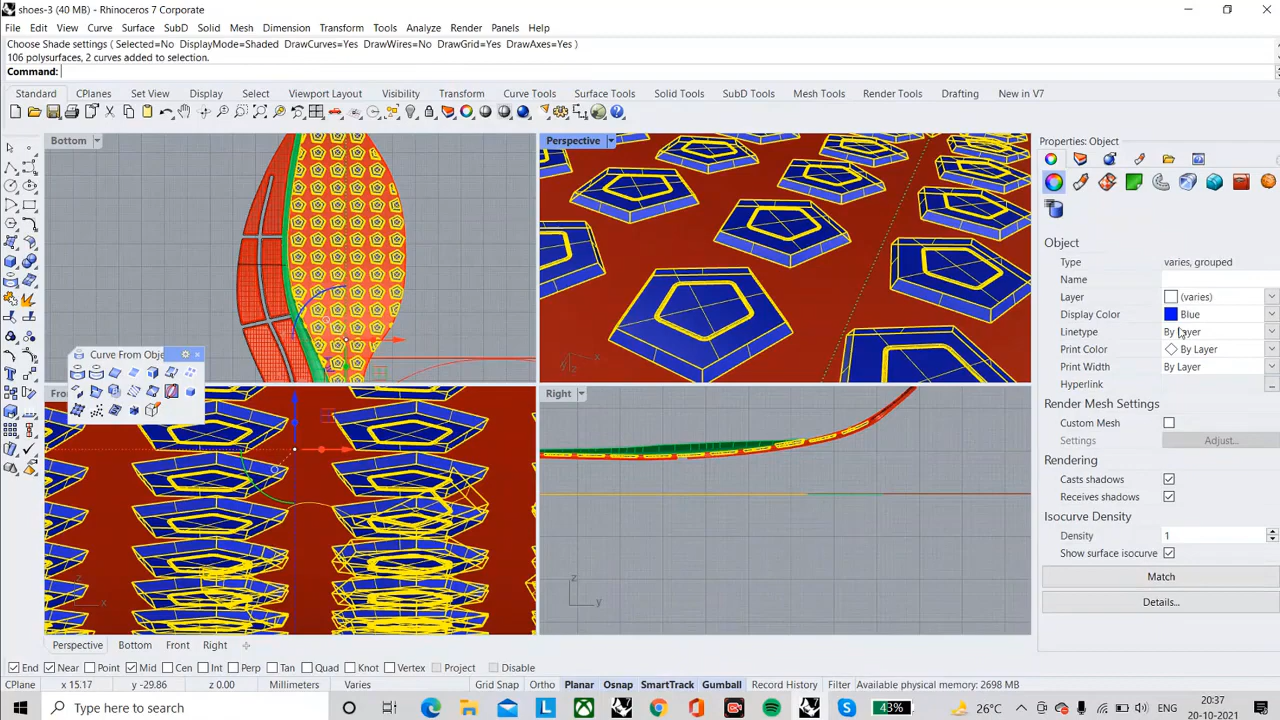 shoes-3 (40 MB) - Rhinoceros 7 Corporate
File Edit View Curve Surface SubD Solid Mesh Dimension Transform Tools Analyze Render Panels Help
Choose Shade settings ( Selected=No DisplayMode=Shaded DrawCurves=Yes DrawWires=No DrawGrid=Yes DrawAxes=Yes )
106 polysurfaces, 2 curves added to selection.
Command:
Standard CPlanes Set View Display Select Viewport Layout Visibility Transform Curve Tools Surface Tools Solid Tools SubD Tools Mesh Tools Render Tools Drafting New in V7
Bottom
Perspective
Properties: Object
Object
Type varies, grouped
Name
Layer (varies)
Display Color Blue
Linetype By Layer
Print Color By Layer
Print Width By Layer
Hyperlink ...
Render Mesh Settings
Custom Mesh
Settings Adjust...
Rendering
Casts shadows
Receives shadows
Isocurve Density
Density 1
Show surface isocurve
Match
Details...
Curve From Obje
Fro
Right
z
x
z
y
Perspective Bottom Front Right
End Near Point Mid Cen Int Perp Tan Quad Knot Vertex Project Disable
CPlane x 15.17 y -29.86 z 0.00 Millimeters Varies Grid Snap Ortho Planar Osnap SmartTrack Gumball Record History Filter Available physical memory: 2698 MB
Type here to search
43%
26°C
ENG
20:37
20-10-2021